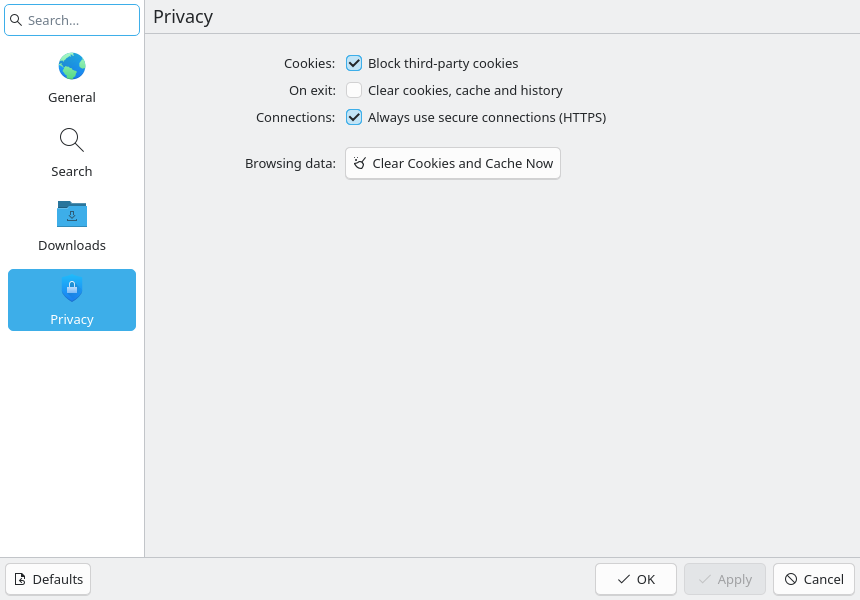 Search...
General
Search
Downloads
Privacy
Privacy
Cookies: Block third-party cookies
On exit: Clear cookies, cache and history
Connections: Always use secure connections (HTTPS)
Browsing data: Clear Cookies and Cache Now
Defaults OK Apply Cancel